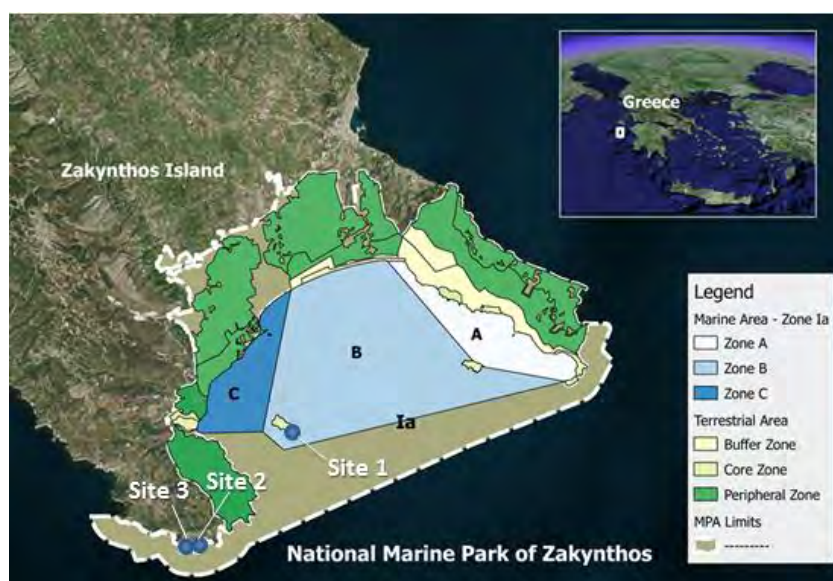 Greece
Zakynthos Island
Legend
Marine Area - Zone Ia
Zone A
Zone B
Zone C
Terrestrial Area
Buffer Zone
Core Zone
Peripheral Zone
MPA Limits
---------
A
B
C
Ia
Site 1
Site 2
Site 3
National Marine Park of Zakynthos